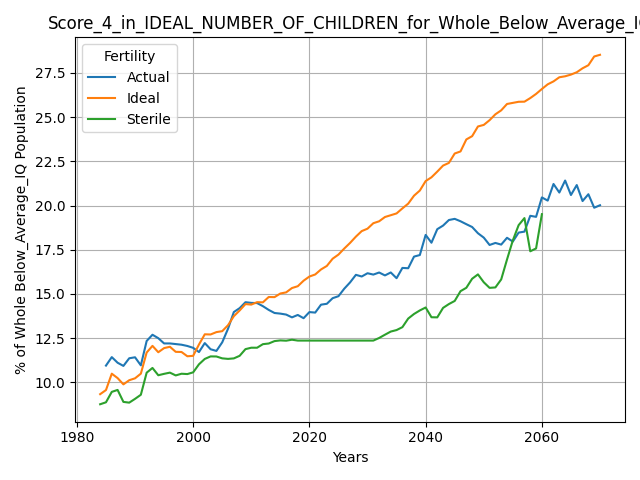 Score_4_in_IDEAL_NUMBER_OF_CHILDREN_for_Whole_Below_Average_IQ
Fertility
Actual
Ideal
Sterile
% of Whole Below_Average_IQ Population
27.5
25.0
22.5
20.0
17.5
15.0
12.5
10.0
1980
2000
2020
2040
2060
Years